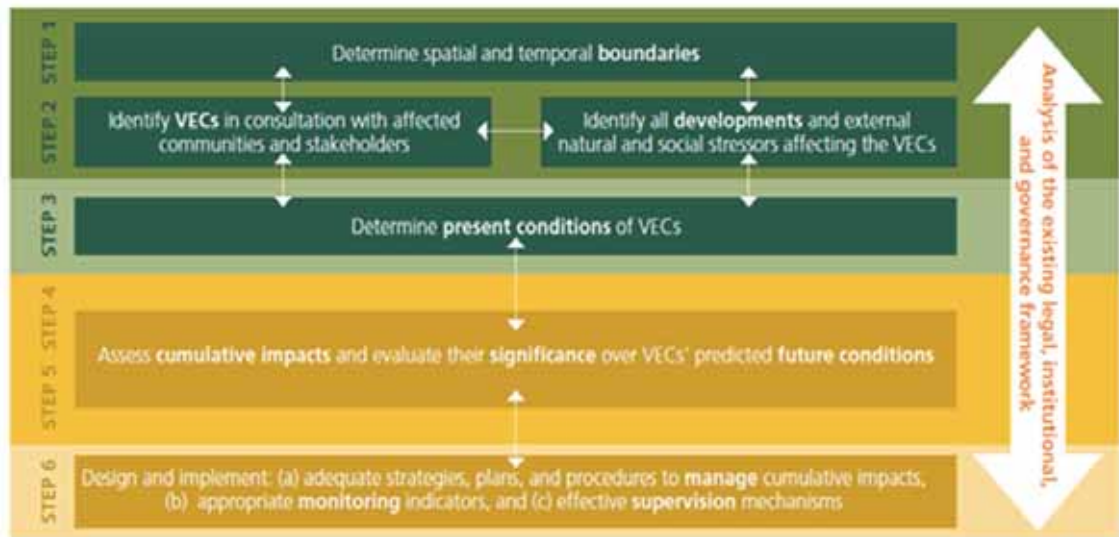 STEP 1
Determine spatial and temporal boundaries
STEP 2
Identify VECs in consultation with affected
communities and stakeholders
Identify all developments and external
natural and social stressors affecting the VECs
STEP 3
Determine present conditions of VECs
STEP 4
STEP 5
Assess cumulative impacts and evaluate their significance over VECs' predicted future conditions
STEP 6
Design and implement: (a) adequate strategies, plans, and procedures to manage cumulative impacts,
(b) appropriate monitoring indicators, and (c) effective supervision mechanisms
Analysis of the existing legal, institutional,
and governance framework